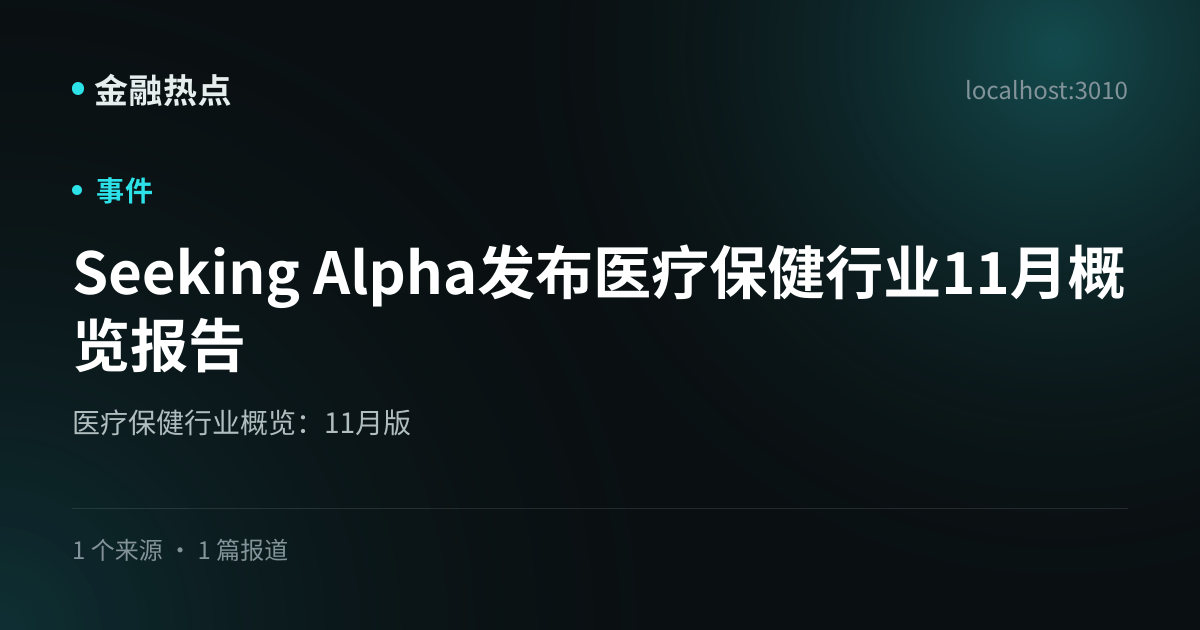 金融热点
localhost:3010
事件
Seeking Alpha发布医疗保健行业11月概
览报告
医疗保健行业概览：11月版
1 个来源 · 1 篇报道